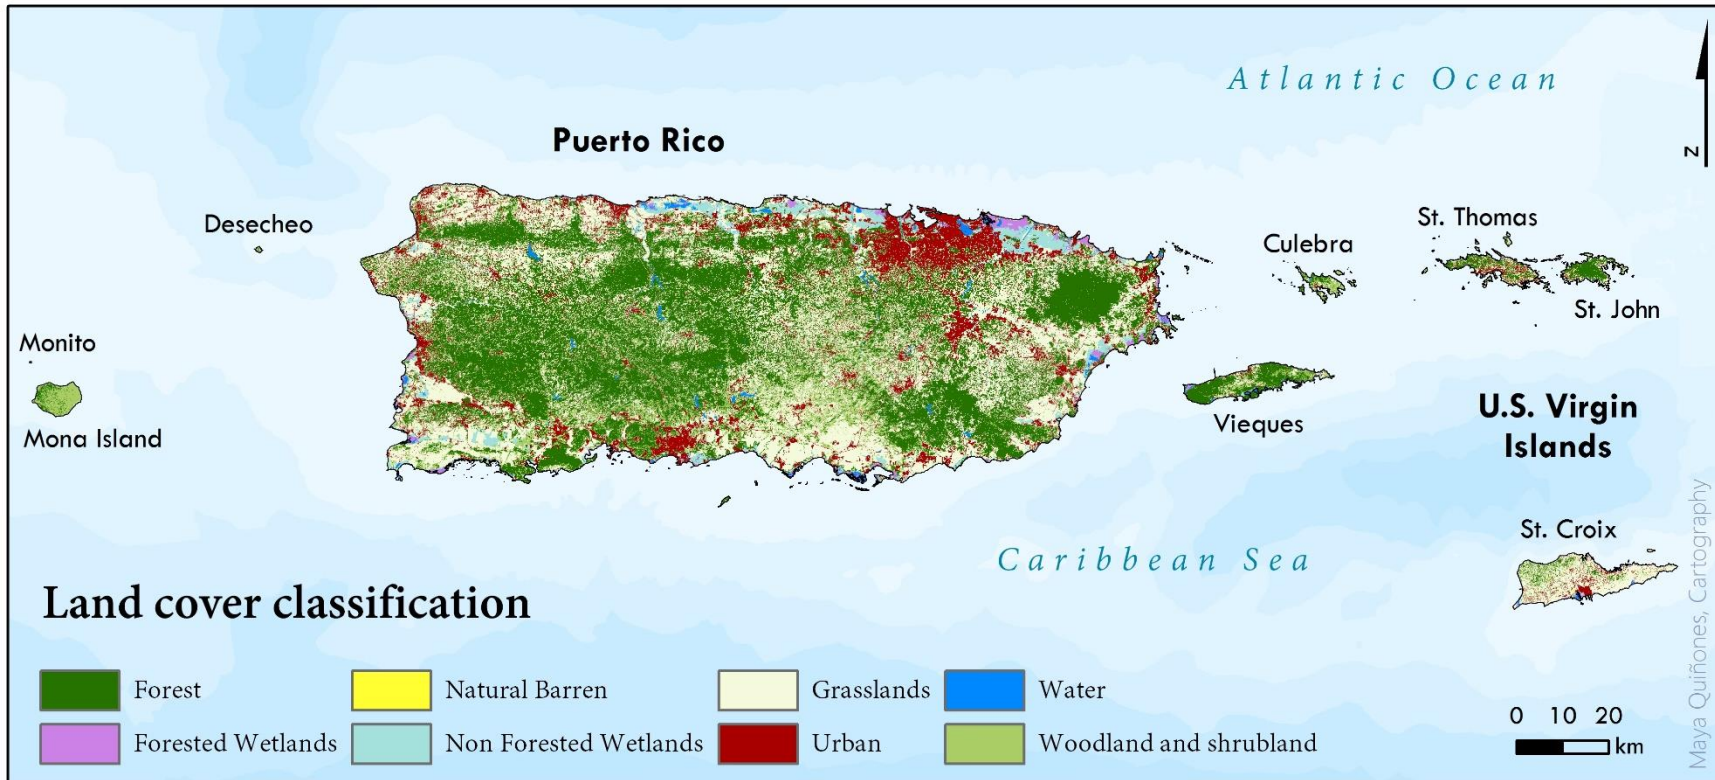 Atlantic Ocean
Puerto Rico
N
Desecheo
St. Thomas
Culebra
St. John
Monito
Mona Island
Vieques
U.S. Virgin
Islands
St. Croix
Caribbean Sea
Land cover classification
Forest
Natural Barren
Grasslands
Water
Forested Wetlands
Non Forested Wetlands
Urban
Woodland and shrubland
0 10 20
km
Maya Quiñones, Cartography